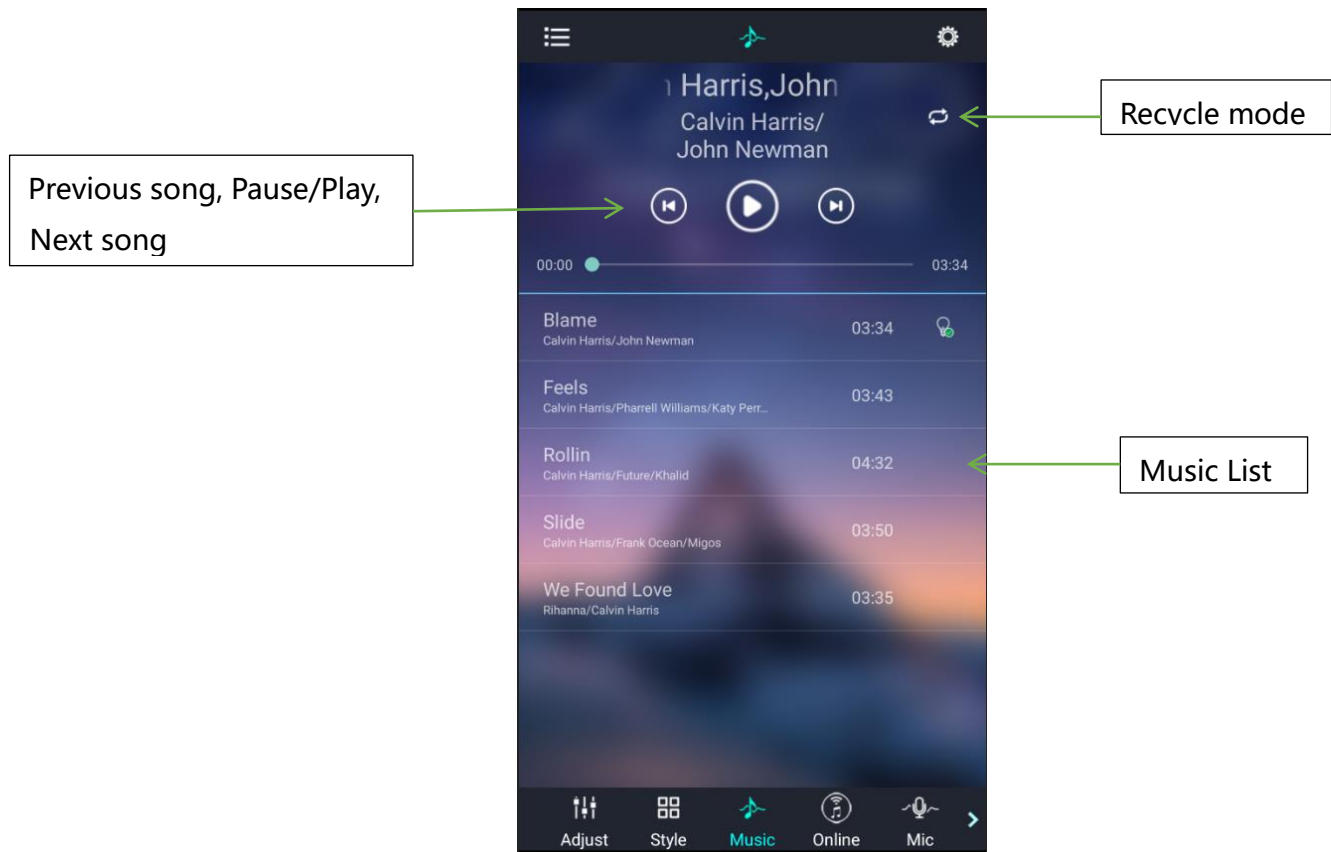 Harris,John
Calvin Harris/
John Newman
Recycle mode
Previous song, Pause/Play,
Next song
00:00
03:34
Blame
03:34
Calvin Harris/John Newman
Feels
03:43
Calvin Harris/Pharrell Williams/Katy Perr...
Rollin
04:32
Calvin Harris/Future/Khalid
Music List
Slide
03:50
Calvin Harris/Frank Ocean/Migos
We Found Love
03:35
Rihanna/Calvin Harris
Adjust
Style
Music
Online
Mic